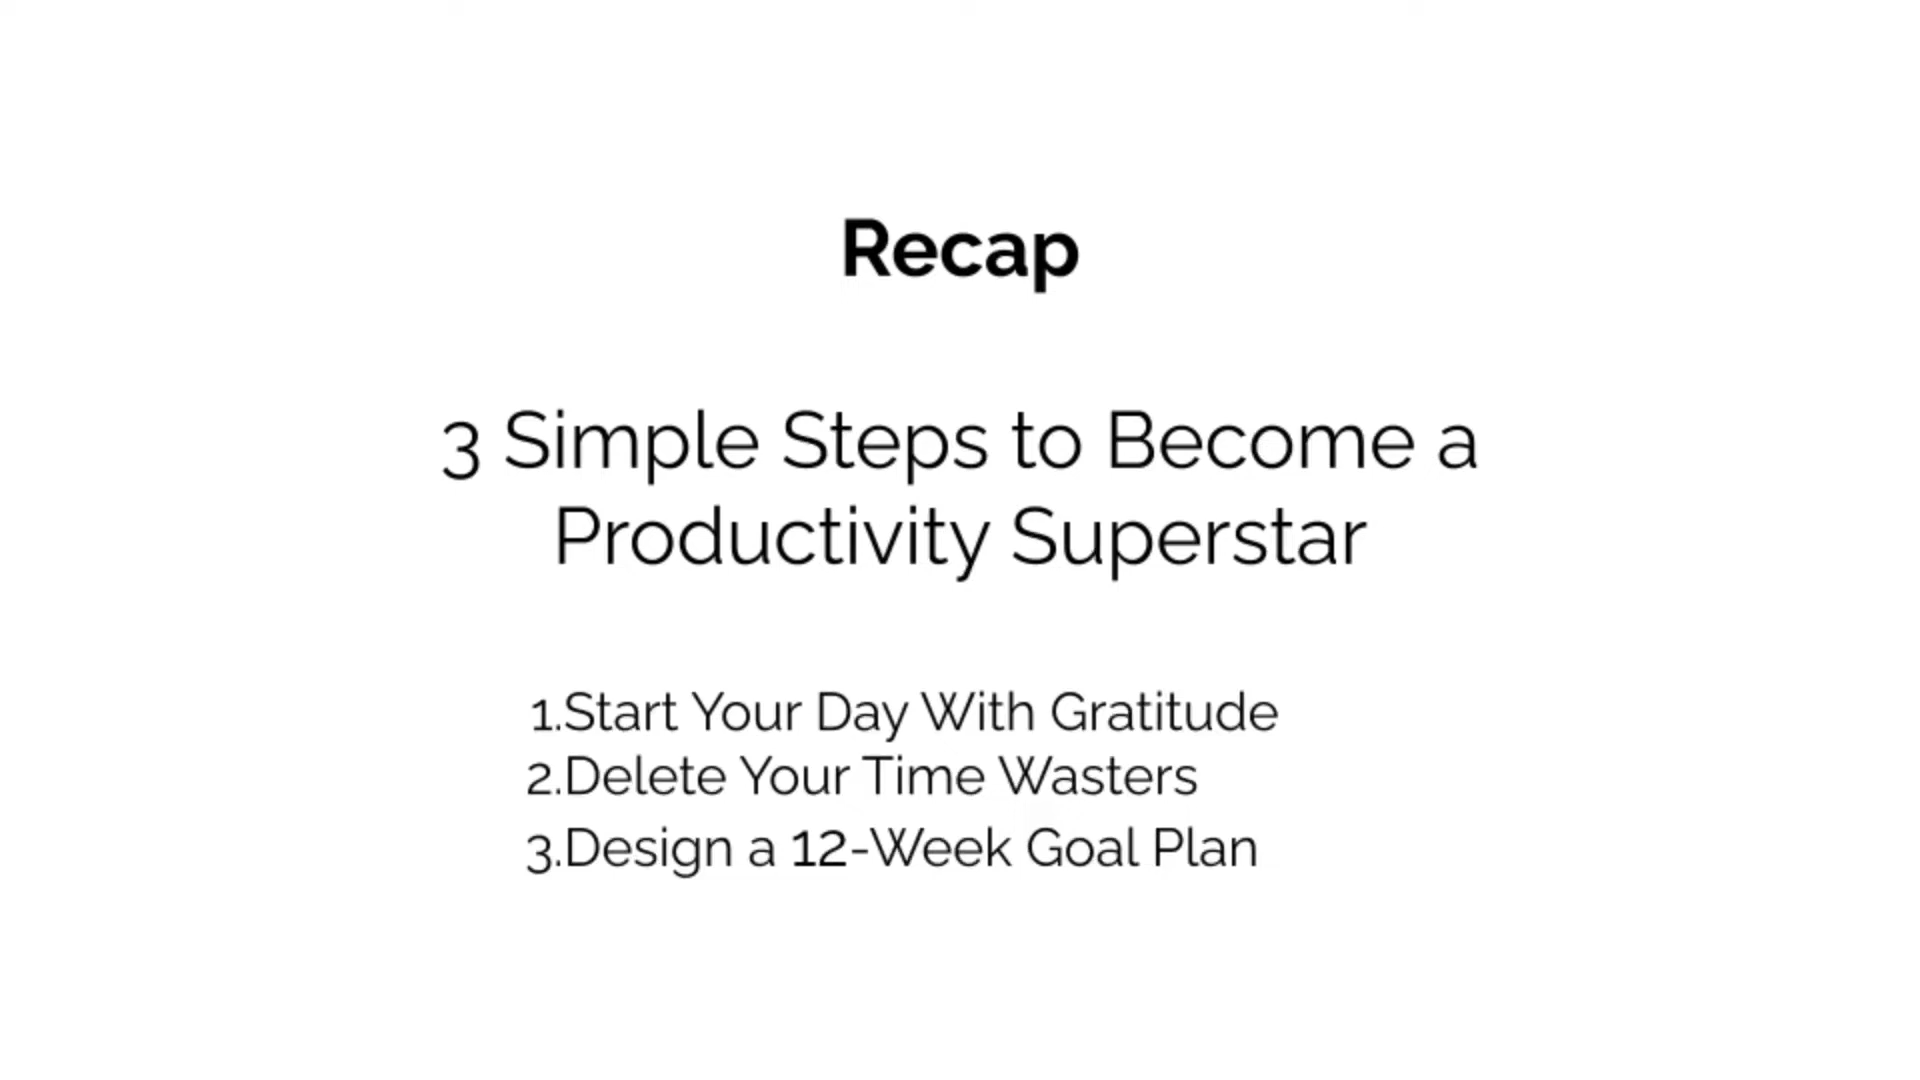 Recap
3 Simple Steps to Become a
Productivity Superstar
1.Start Your Day With Gratitude
2.Delete Your Time Wasters
3.Design a 12-Week Goal Plan